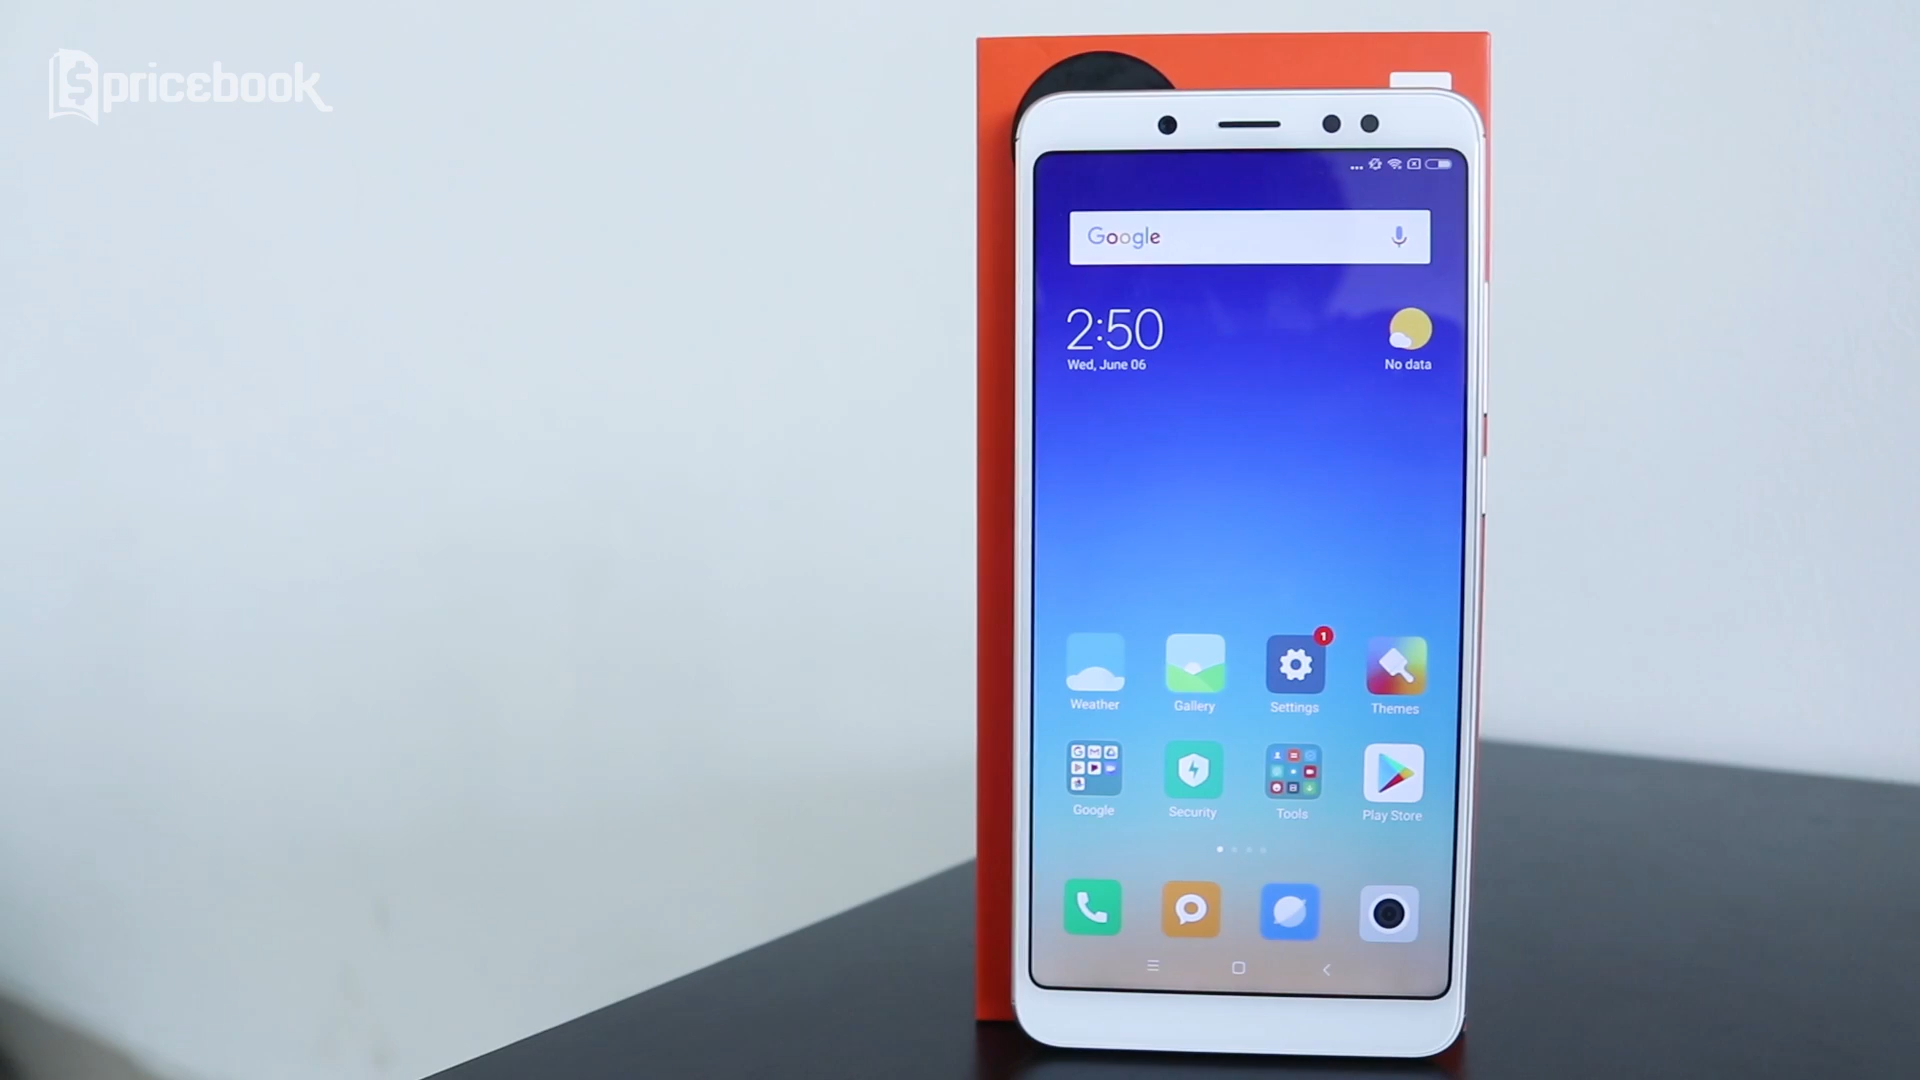 pricebook
Google
2:50
Wed, June 06
No data
1
Weather
Gallery
Settings
Themes
Google
Security
Tools
Play Store